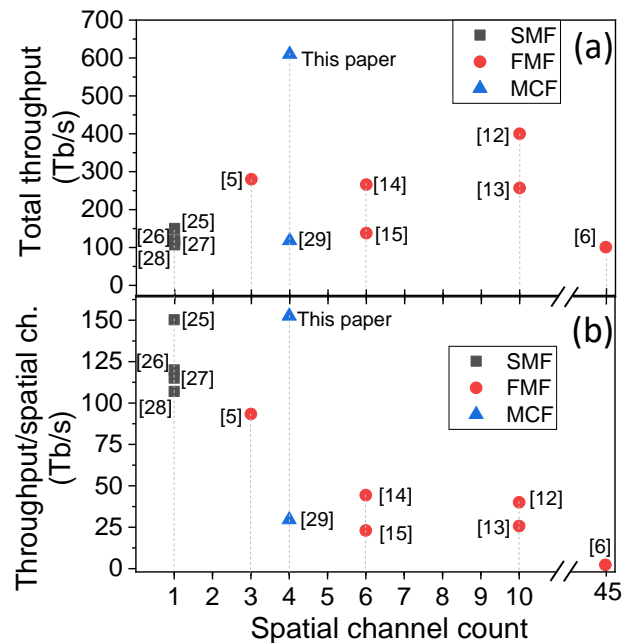 Total throughput
(Tb/s)
700
600
500
400
300
200
100
0
(a)
SMF
FMF
MCF
This paper
[12]
[5]
[14]
[13]
[25]
[26]
[27]
[28]
[15]
[29]
[6]
Throughput/spatial ch.
(Tb/s)
150
125
100
75
50
25
0
(b)
[25]
This paper
SMF
FMF
MCF
[26]
[27]
[28]
[5]
[14]
[12]
[29]
[15]
[13]
[6]
1 2 3 4 5 6 7 8 9 10 45
Spatial channel count